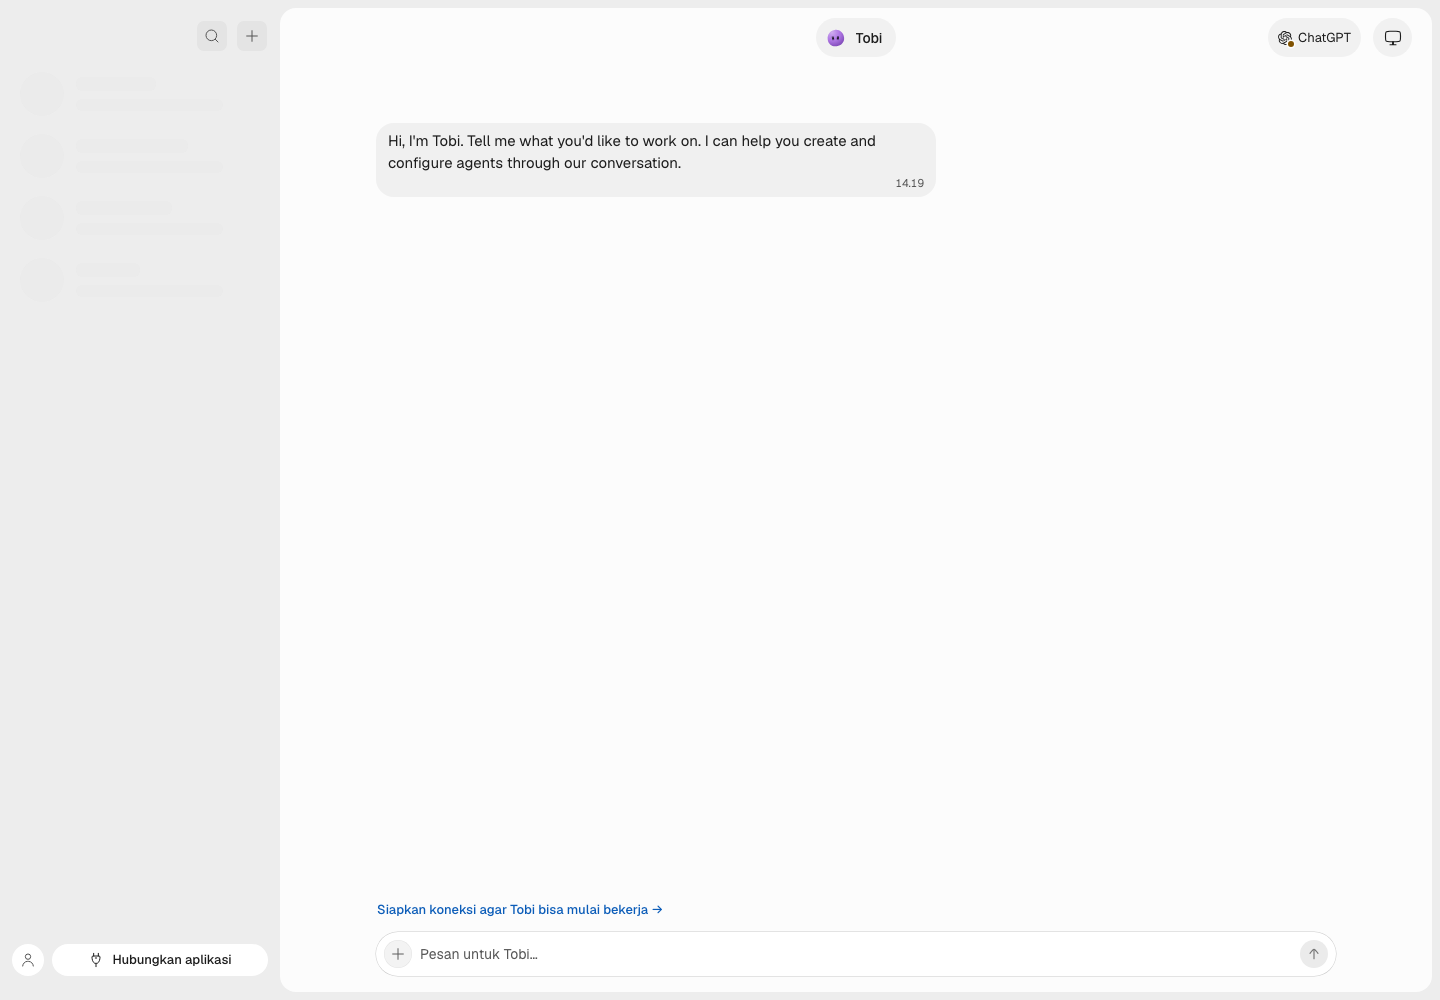 Tobi
ChatGPT
Hi, I'm Tobi. Tell me what you'd like to work on. I can help you create and
configure agents through our conversation.
14.19
Siapkan koneksi agar Tobi bisa mulai bekerja →
Pesan untuk Tobi…
Hubungkan aplikasi